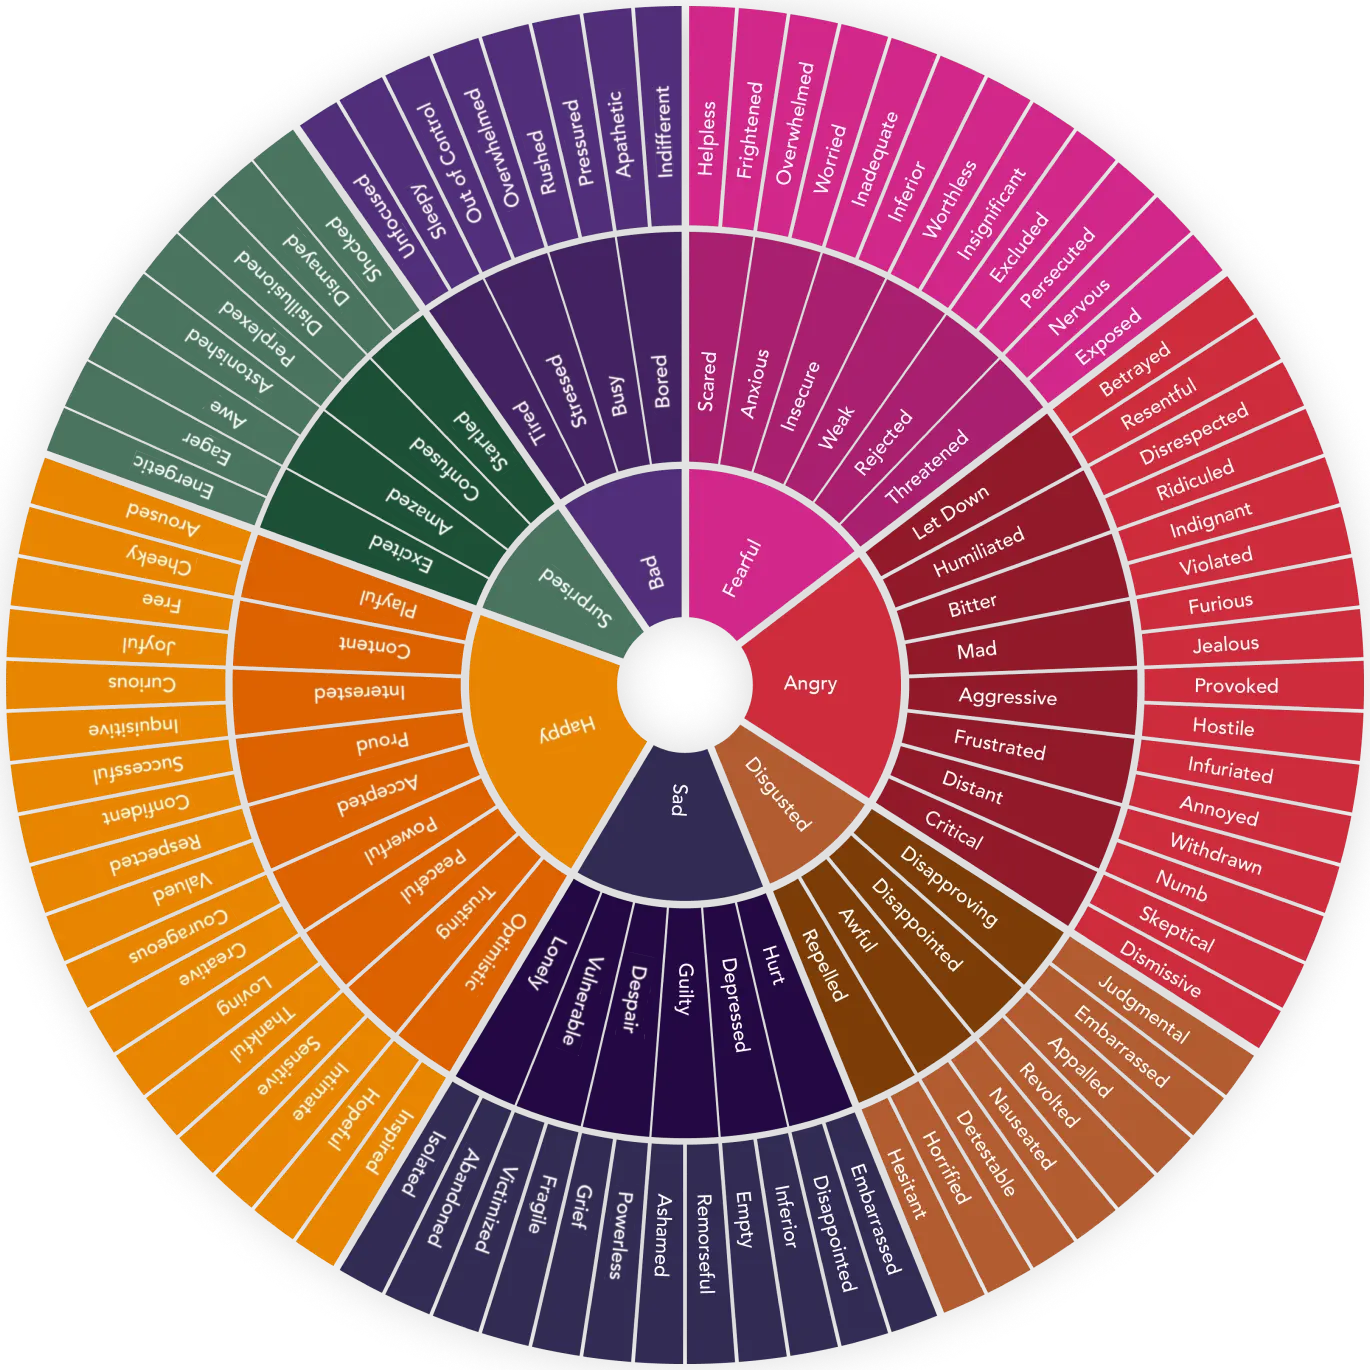 Fearful
Angry
Disgusted
Sad
Happy
Surprised
Bad
Scared
Anxious
Insecure
Weak
Rejected
Threatened
Let Down
Humiliated
Bitter
Mad
Aggressive
Frustrated
Distant
Critical
Disapproving
Disappointed
Awful
Repelled
Hurt
Depressed
Guilty
Despair
Vulnerable
Lonely
Optimistic
Trusting
Peaceful
Powerful
Accepted
Proud
Interested
Content
Playful
Excited
Amazed
Confused
Startled
Tired
Stressed
Busy
Bored
Helpless
Frightened
Overwhelmed
Worried
Inadequate
Inferior
Worthless
Insignificant
Excluded
Persecuted
Nervous
Exposed
Betrayed
Resentful
Disrespected
Ridiculed
Indignant
Violated
Furious
Jealous
Provoked
Hostile
Infuriated
Annoyed
Withdrawn
Numb
Skeptical
Dismissive
Judgmental
Embarrassed
Appalled
Revolted
Nauseated
Detestable
Horrified
Hesitant
Embarrassed
Disappointed
Inferior
Empty
Remorseful
Ashamed
Powerless
Grief
Fragile
Victimized
Abandoned
Isolated
Inspired
Hopeful
Intimate
Sensitive
Thankful
Loving
Creative
Courageous
Valued
Respected
Confident
Successful
Inquisitive
Curious
Joyful
Free
Cheeky
Aroused
Energetic
Eager
Awe
Astonished
Perplexed
Disillusioned
Dismayed
Shocked
Unfocused
Sleepy
Out of Control
Overwhelmed
Rushed
Pressured
Apathetic
Indifferent